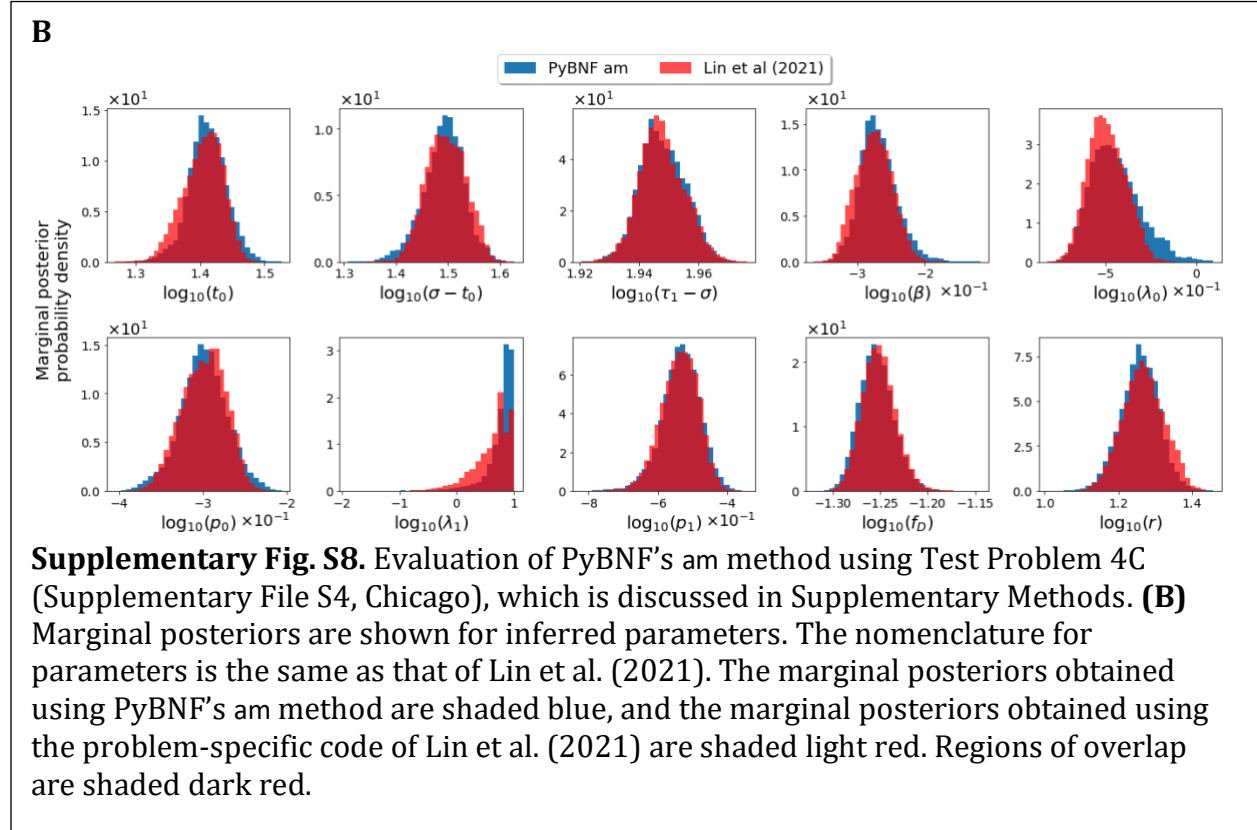 B
PyBNF am Lin et al (2021)
×10¹ ×10¹ ×10¹ ×10¹
1.5 1.0 4 1.5 3
1.0 0.5 2 1.0 2
0.5 0.5 1
0.0 0.0 0 0.0 0
1.3 1.4 1.5 1.3 1.4 1.5 1.6 1.92 1.94 1.96 −3 −2 −5 0
log₁₀(t₀) log₁₀(σ − t₀) log₁₀(τ₁ − σ) log₁₀(β) ×10⁻¹ log₁₀(λ₀) ×10⁻¹
Marginal posterior
probability density
×10¹ ×10¹
1.5 3 6 2 7.5
1.0 2 4 1 5.0
0.5 1 2 2.5
0.0 0 0 0 0.0
−4 −3 −2 −2 −1 0 1 −8 −6 −4 −1.30 −1.25 −1.20 −1.15 1.0 1.2 1.4
log₁₀(p₀) ×10⁻¹ log₁₀(λ₁) log₁₀(p₁) ×10⁻¹ log₁₀(f_D) log₁₀(r)
Supplementary Fig. S8. Evaluation of PyBNF’s am method using Test Problem 4C
(Supplementary File S4, Chicago), which is discussed in Supplementary Methods. (B)
Marginal posteriors are shown for inferred parameters. The nomenclature for
parameters is the same as that of Lin et al. (2021). The marginal posteriors obtained
using PyBNF’s am method are shaded blue, and the marginal posteriors obtained using
the problem-specific code of Lin et al. (2021) are shaded light red. Regions of overlap
are shaded dark red.